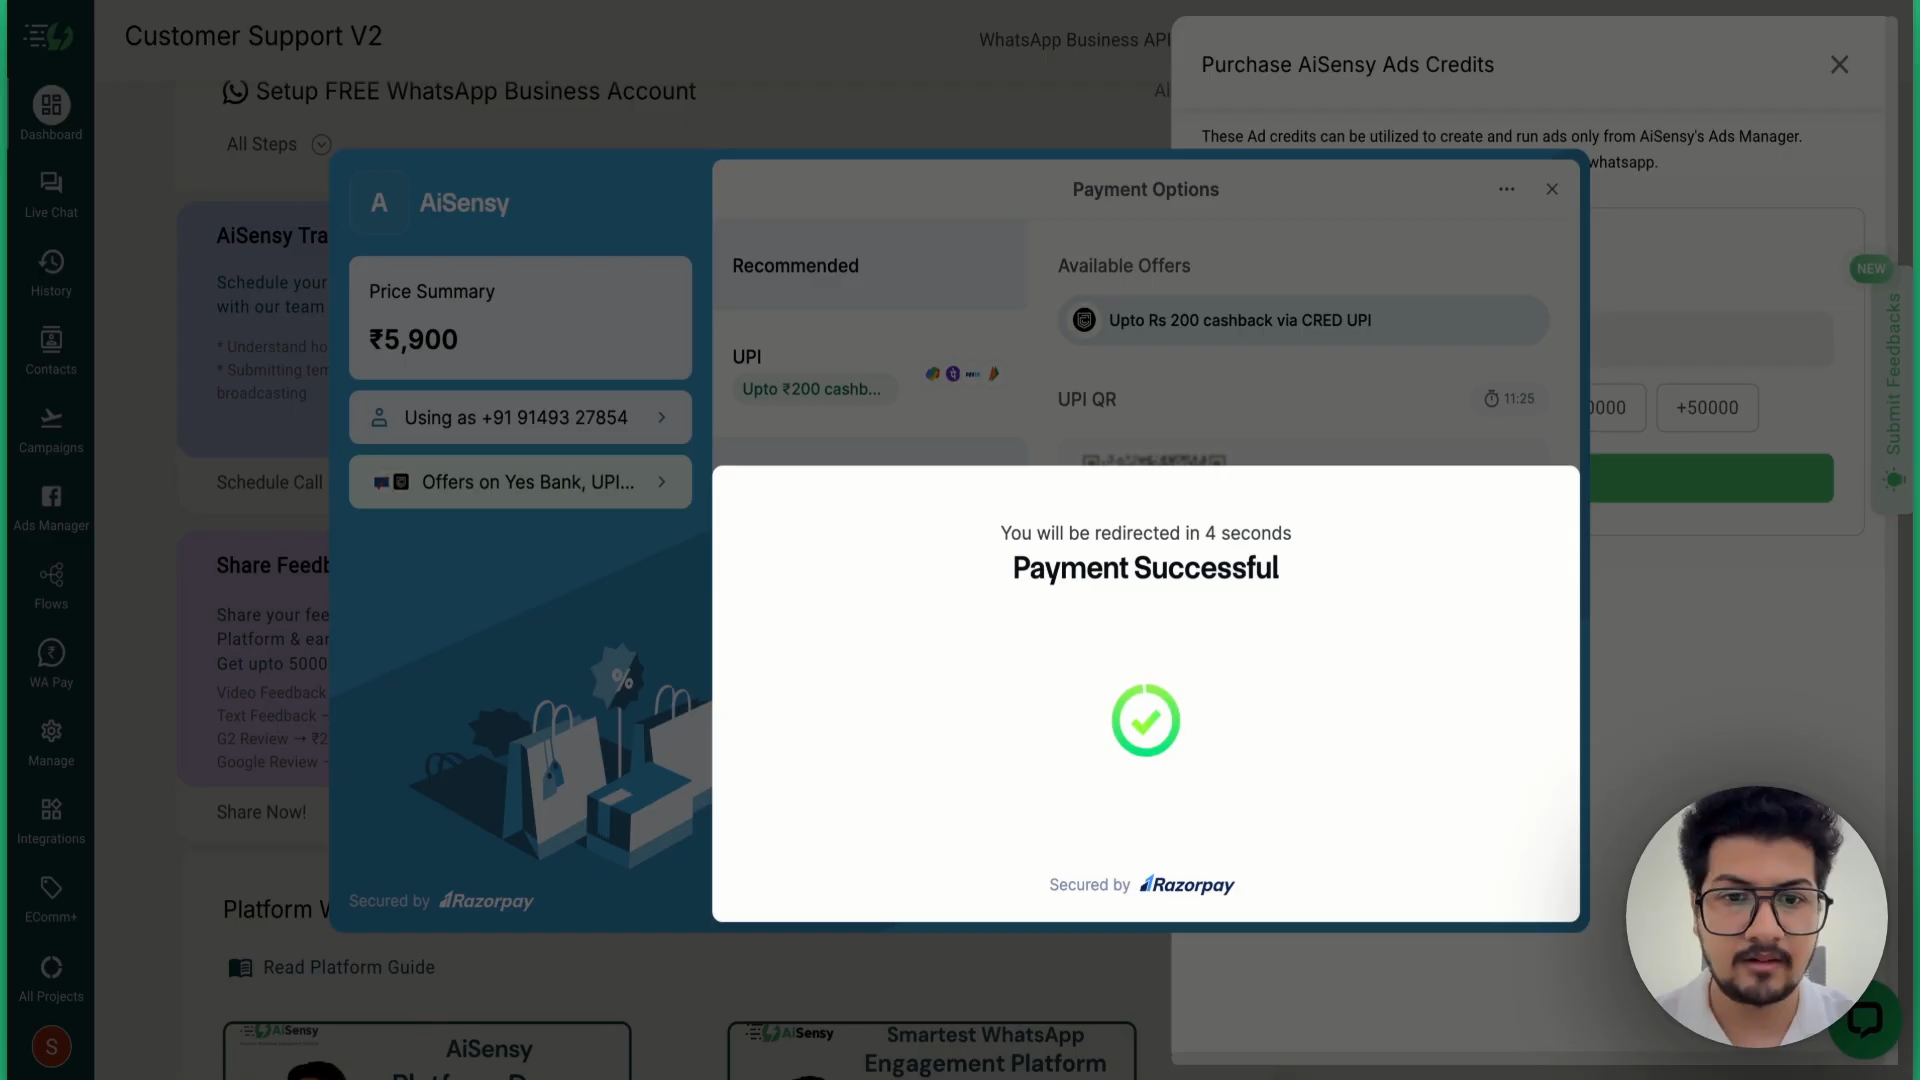 Customer Support V2
WhatsApp Business API
Setup FREE WhatsApp Business Account
All Steps
Dashboard
Live Chat
History
Contacts
Campaigns
Ads Manager
Flows
WA Pay
Manage
Integrations
EComm+
All Projects
S
AiSensy Tra
Schedule your
with our team
* Understand ho
* Submitting tem
broadcasting
Schedule Call
Share Feedb
Share your fee
Platform & ear
Get upto 5000
Video Feedback
Text Feedback
G2 Review → ₹2
Google Review
Share Now!
Platform
Read Platform Guide
AiSensy
AiSensy
AiSensy
Smartest WhatsApp
Engagement Platform
A AiSensy
Price Summary
₹5,900
Using as +91 91493 27854
Offers on Yes Bank, UPI...
Secured by Razorpay
Payment Options
Recommended
UPI
Upto ₹200 cashb...
Available Offers
Upto Rs 200 cashback via CRED UPI
UPI QR
11:25
You will be redirected in 4 seconds
Payment Successful
Secured by Razorpay
Purchase AiSensy Ads Credits
These Ad credits can be utilized to create and run ads only from AiSensy's Ads Manager.
whatsapp.
+50000
NEW
Submit Feedbacks